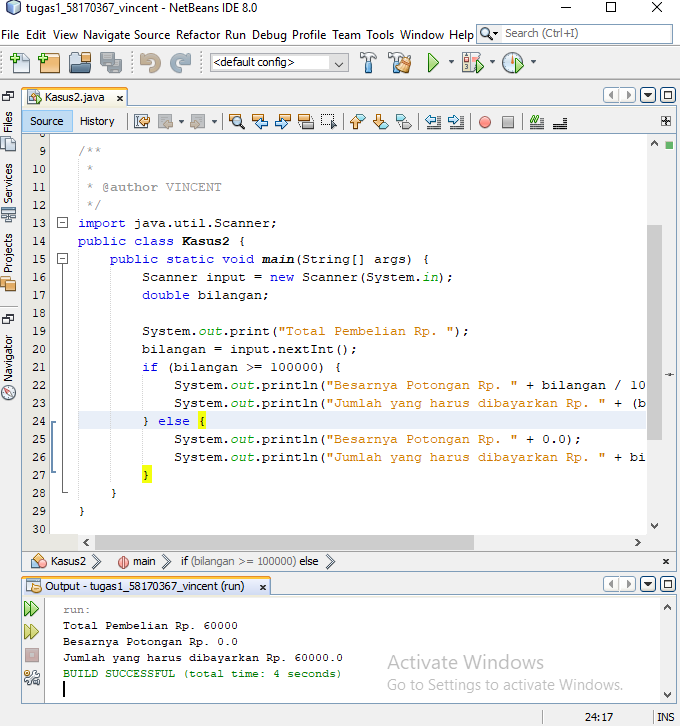 tugas1_58170367_vincent - NetBeans IDE 8.0
File Edit View Navigate Source Refactor Run Debug Profile Team Tools Window Help
Search (Ctrl+I)
<default config>
Files
Services
Projects
Navigator
Kasus2.java
Source History
9 /**
10 *
11 * @author VINCENT
12 */
13 import java.util.Scanner;
14 public class Kasus2 {
15 public static void main(String[] args) {
16 Scanner input = new Scanner(System.in);
17 double bilangan;
18
19 System.out.print("Total Pembelian Rp. ");
20 bilangan = input.nextInt();
21 if (bilangan >= 100000) {
22 System.out.println("Besarnya Potongan Rp. " + bilangan / 10
23 System.out.println("Jumlah yang harus dibayarkan Rp. " + (b
24 } else {
25 System.out.println("Besarnya Potongan Rp. " + 0.0);
26 System.out.println("Jumlah yang harus dibayarkan Rp. " + bi
27 }
28 }
29 }
30
Kasus2 main if (bilangan >= 100000) else
Output - tugas1_58170367_vincent (run)
run:
Total Pembelian Rp. 60000
Besarnya Potongan Rp. 0.0
Jumlah yang harus dibayarkan Rp. 60000.0
BUILD SUCCESSFUL (total time: 4 seconds)
Activate Windows
Go to Settings to activate Windows.
24:17 INS